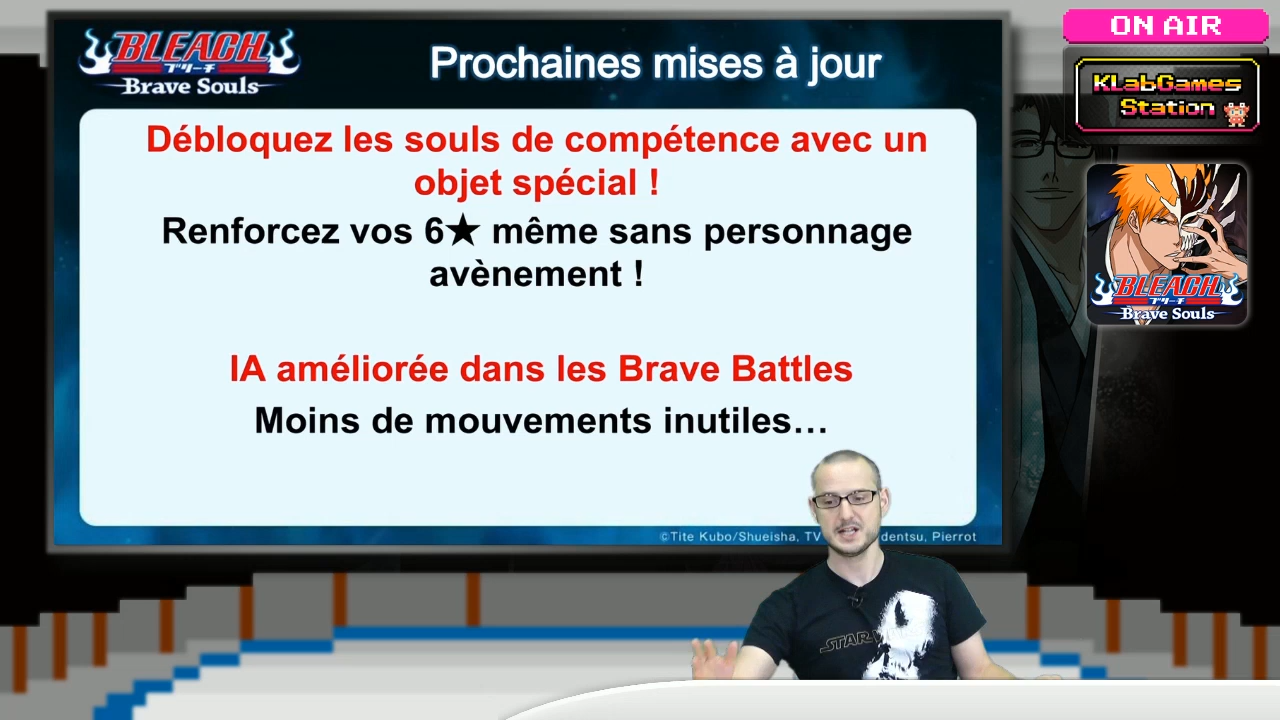 BLEACH
ブリーチ
Brave Souls
Prochaines mises à jour
Débloquez les souls de compétence avec un
objet spécial !
Renforcez vos 6★ même sans personnage
avènement !
IA améliorée dans les Brave Battles
Moins de mouvements inutiles…
©Tite Kubo/Shueisha, TV
dentsu, Pierrot
ON AIR
KLabGames
Station
BLEACH
ブリーチ
Brave Souls
STAR